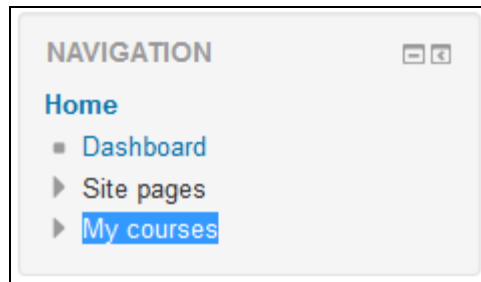 NAVIGATION
Home
Dashboard
Site pages
My courses